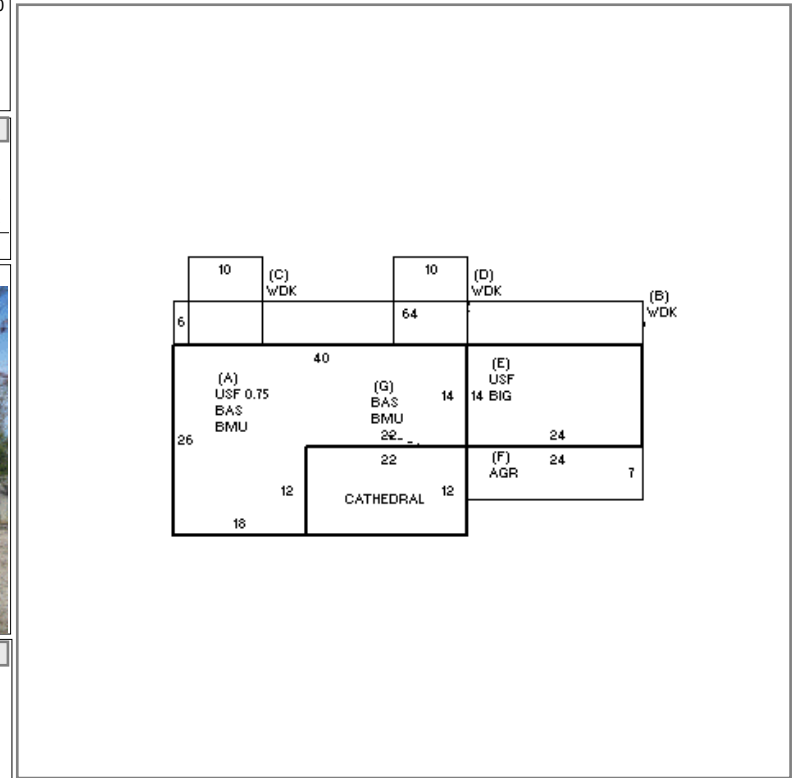 10
(C)
WDK
10
(D)
WDK
(B)
WDK
6
64
40
(A)
USF 0.75
BAS
BMU
(G)
BAS
BMU
14
14
(E)
USF
BIG
26
22
24
22
(F)
AGR
24
7
12
CATHEDRAL
12
18